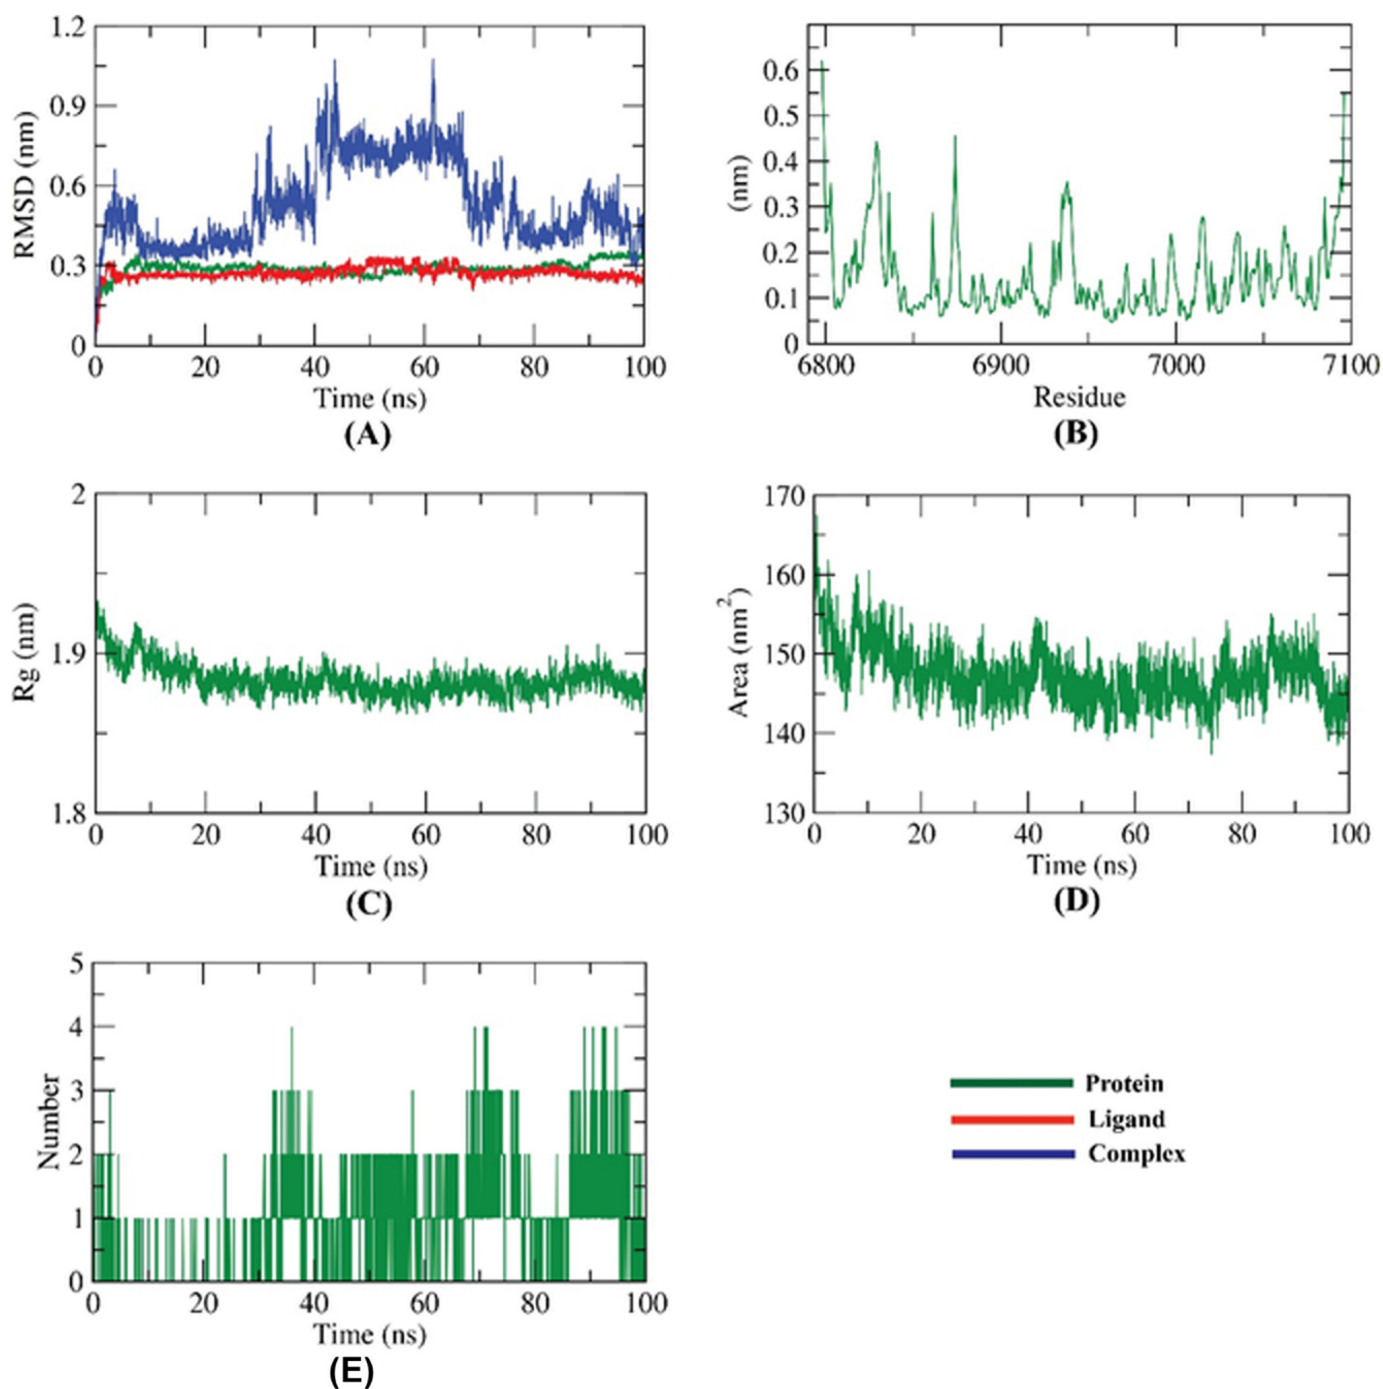 1.2
0.9
0.6
0.3
0
RMSD (nm)
0 20 40 60 80 100
Time (ns)
(A)
0.6
0.5
0.4
0.3
0.2
0.1
0
(nm)
6800 6900 7000 7100
Residue
(B)
2
1.9
1.8
Rg (nm)
0 20 40 60 80 100
Time (ns)
(C)
170
160
150
140
130
Area (nm²)
0 20 40 60 80 100
Time (ns)
(D)
5
4
3
2
1
0
Number
0 20 40 60 80 100
Time (ns)
(E)
Protein
Ligand
Complex